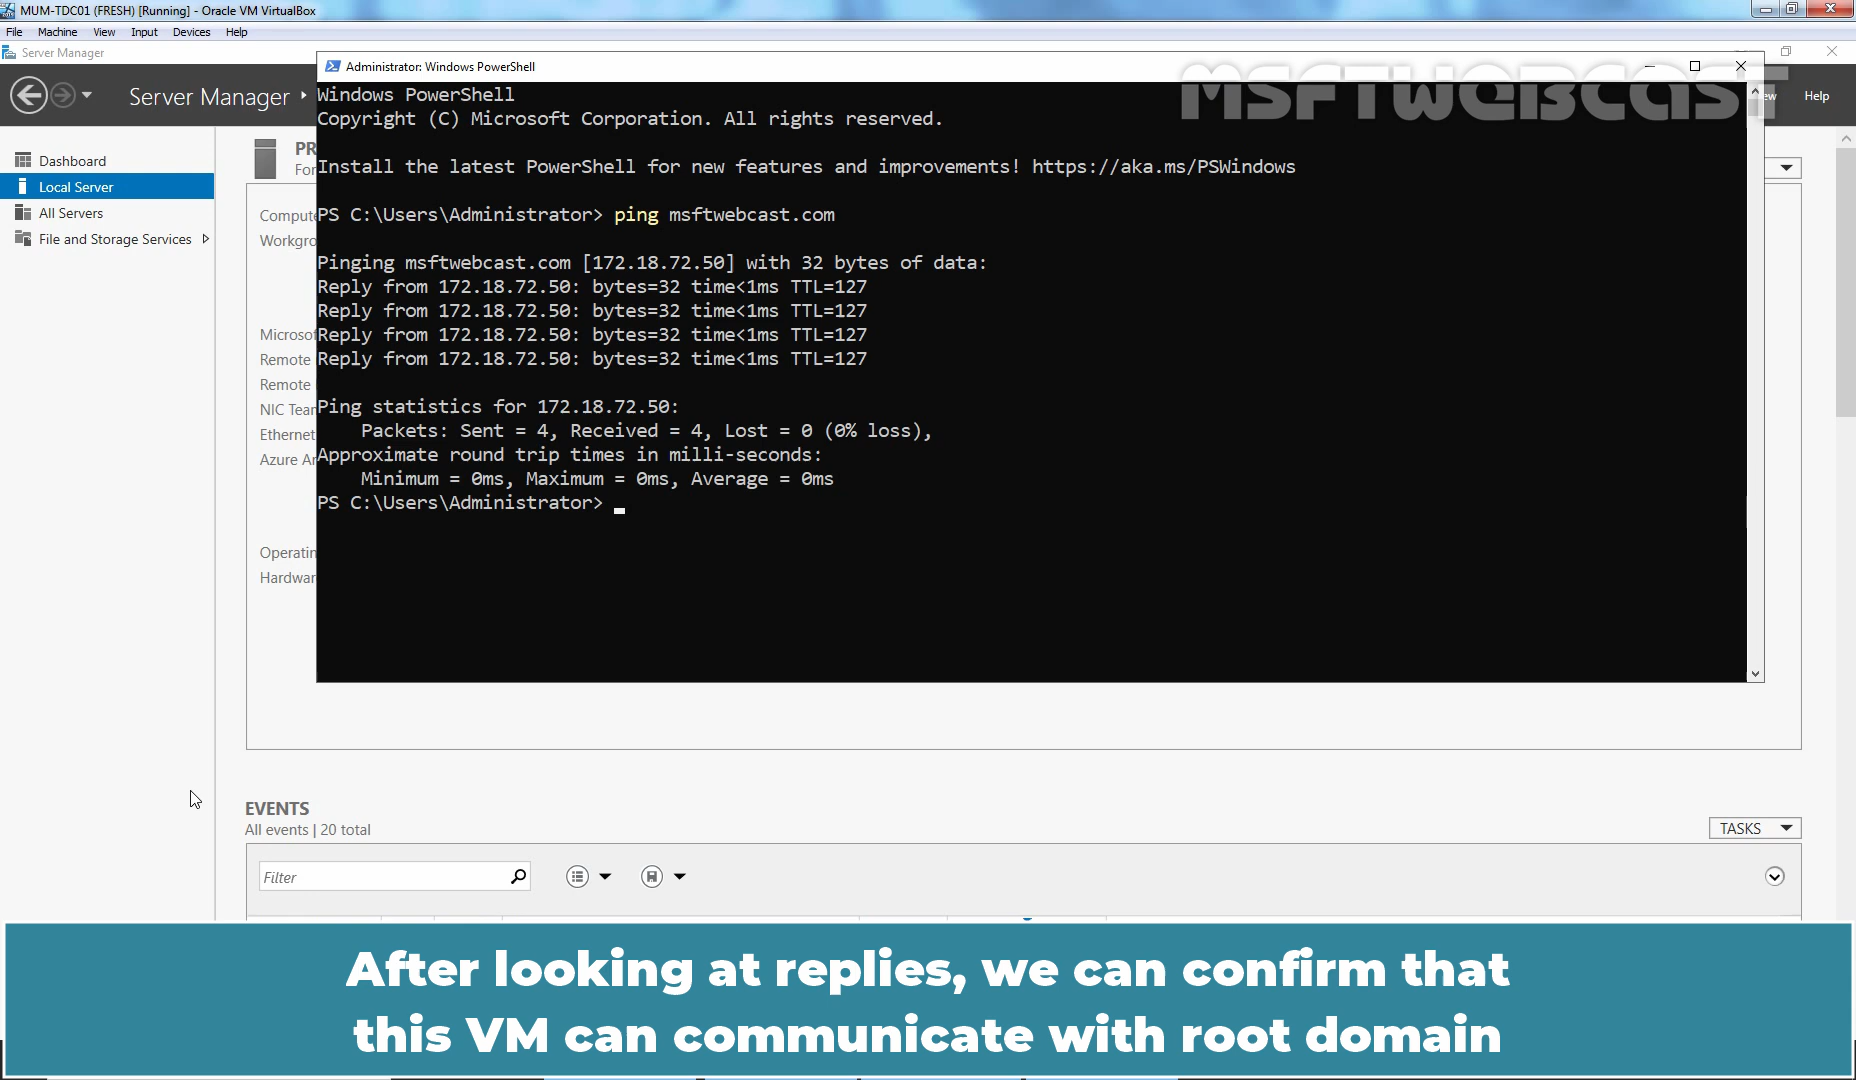 MUM-TDC01 (FRESH) [Running] - Oracle VM VirtualBox
File Machine View Input Devices Help
Server Manager
Server Manager
Help
Dashboard
Local Server
All Servers
File and Storage Services
Administrator: Windows PowerShell
MSFTWEBCAST
Windows PowerShell
Copyright (C) Microsoft Corporation. All rights reserved.
Install the latest PowerShell for new features and improvements! https://aka.ms/PSWindows
PS C:\Users\Administrator> ping msftwebcast.com
Pinging msftwebcast.com [172.18.72.50] with 32 bytes of data:
Reply from 172.18.72.50: bytes=32 time<1ms TTL=127
Reply from 172.18.72.50: bytes=32 time<1ms TTL=127
Reply from 172.18.72.50: bytes=32 time<1ms TTL=127
Reply from 172.18.72.50: bytes=32 time<1ms TTL=127
Ping statistics for 172.18.72.50:
Packets: Sent = 4, Received = 4, Lost = 0 (0% loss),
Approximate round trip times in milli-seconds:
Minimum = 0ms, Maximum = 0ms, Average = 0ms
PS C:\Users\Administrator>
PR
For
Compute
Workgro
Microsof
Remote
Remote
NIC Tean
Ethernet
Azure Ar
Operatin
Hardwar
EVENTS
All events | 20 total
TASKS
Filter
After looking at replies, we can confirm that
this VM can communicate with root domain